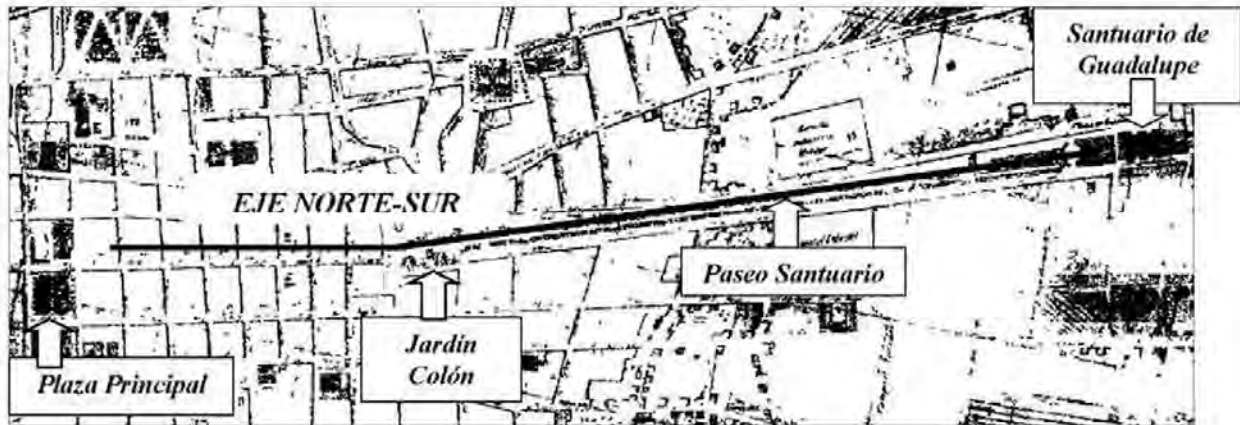 Santuario de
Guadalupe
EJE NORTE-SUR
Paseo Santuario
Jardín
Colón
Plaza Principal